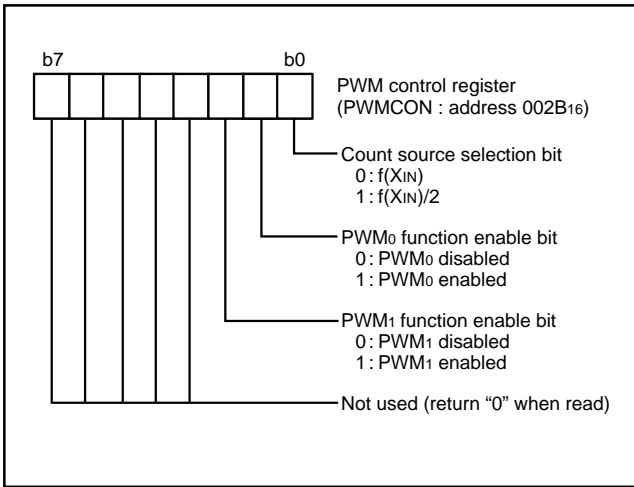 b7 b0
PWM control register
(PWMCON : address 002B16)
Count source selection bit
0 : f(XIN)
1 : f(XIN)/2
PWM0 function enable bit
0 : PWM0 disabled
1 : PWM0 enabled
PWM1 function enable bit
0 : PWM1 disabled
1 : PWM1 enabled
Not used (return “0” when read)